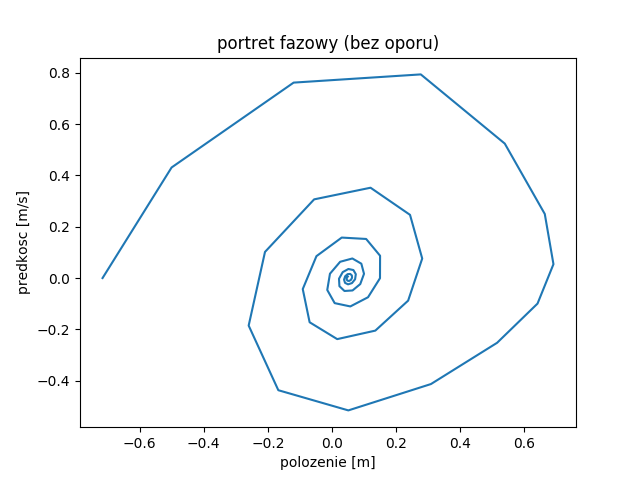 portret fazowy (bez oporu)
0.8
0.6
0.4
0.2
0.0
−0.2
−0.4
predkosc [m/s]
−0.6 −0.4 −0.2 0.0 0.2 0.4 0.6
polozenie [m]